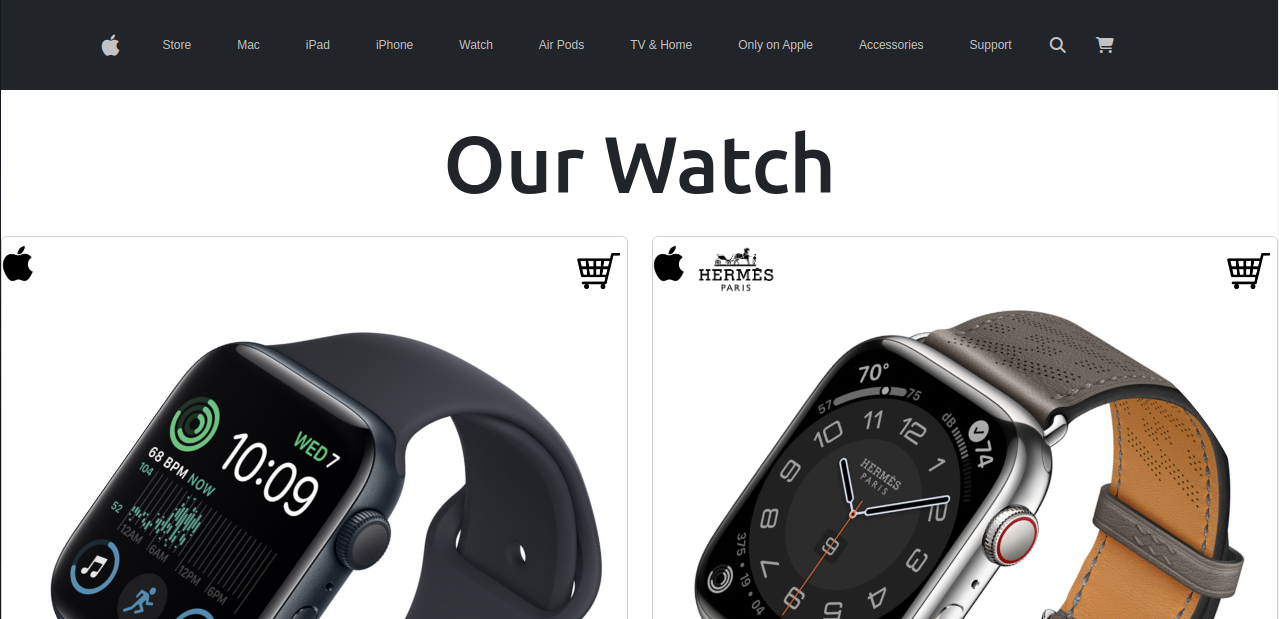 Store Mac iPad iPhone Watch Air Pods TV & Home Only on Apple Accessories Support
Our Watch
HERMÈS
PARIS
WED 7
10:09
68 BPM NOW
104
52
12AM 6AM 12PM 6PM
70°
57 75
dB 74
11 12 1
10
9
8
7
6
5
4
3
2
HERMÈS
PARIS
6
375 • 19 • 04